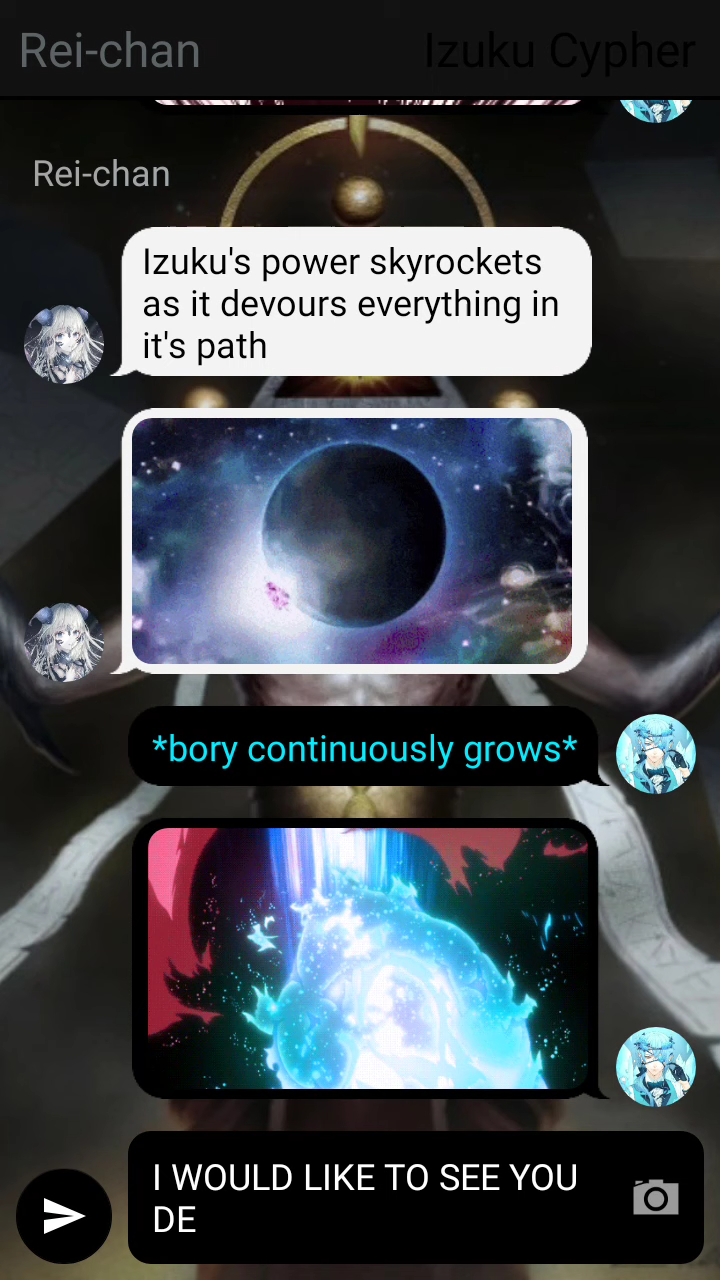 Rei-chan Izuku Cypher
Rei-chan
Izuku's power skyrockets
as it devours everything in
it's path
*bory continuously grows*
I WOULD LIKE TO SEE YOU
DE